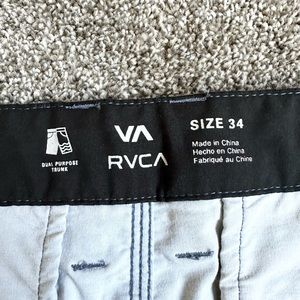 DUAL PURPOSE
TRUNK
VA
RVCA
SIZE 34
Made in China
Hecho en China
Fabriqué au Chine